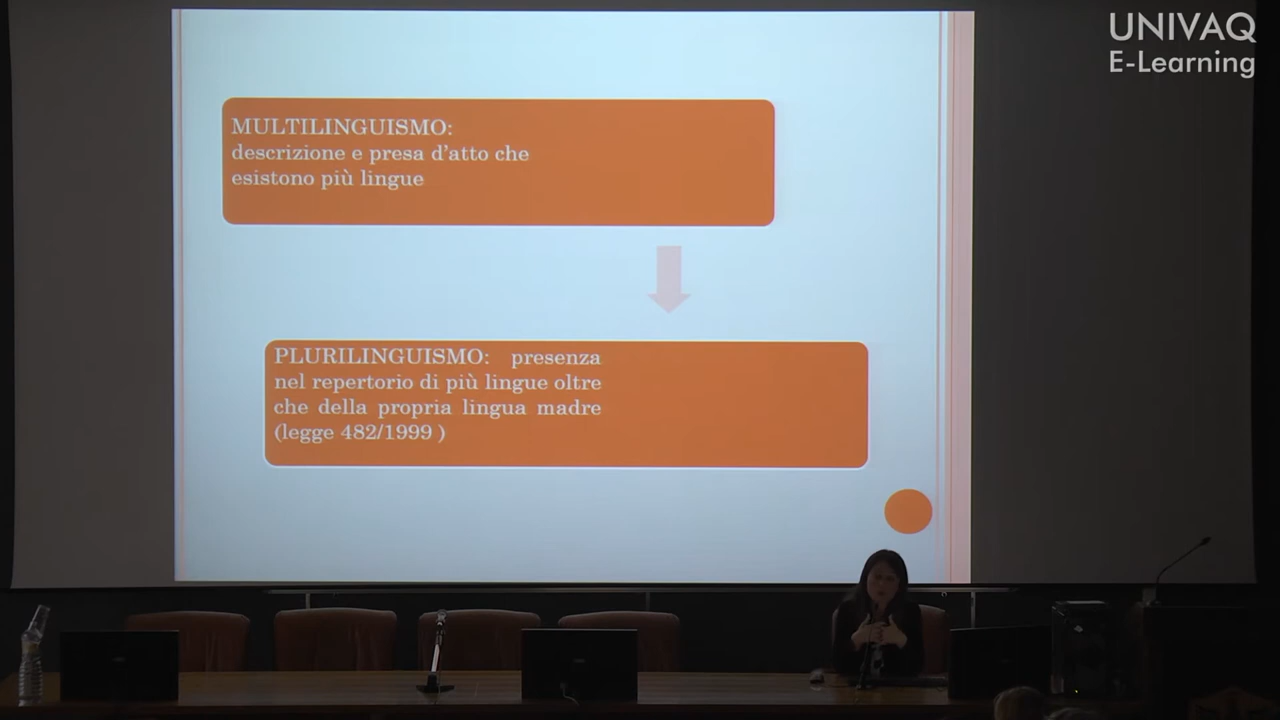 UNIVAQ
E-Learning
MULTILINGUISMO:
descrizione e presa d’atto che
esistono più lingue
PLURILINGUISMO: presenza
nel repertorio di più lingue oltre
che della propria lingua madre
(legge 482/1999 )